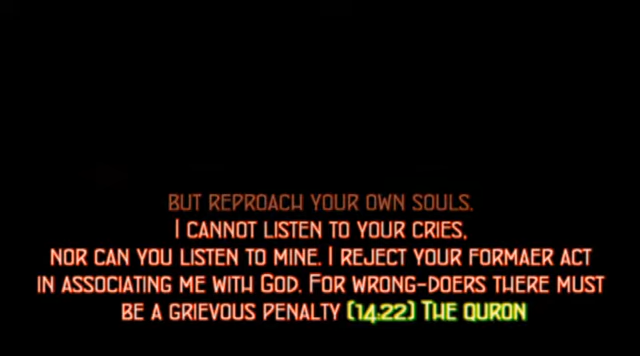 BUT REPROACH YOUR OWN SOULS.
I CANNOT LISTEN TO YOUR CRIES,
NOR CAN YOU LISTEN TO MINE. I REJECT YOUR FORMAER ACT
IN ASSOCIATING ME WITH GOD. FOR WRONG-DOERS THERE MUST
BE A GRIEVOUS PENALTY (14:22) THE QURON